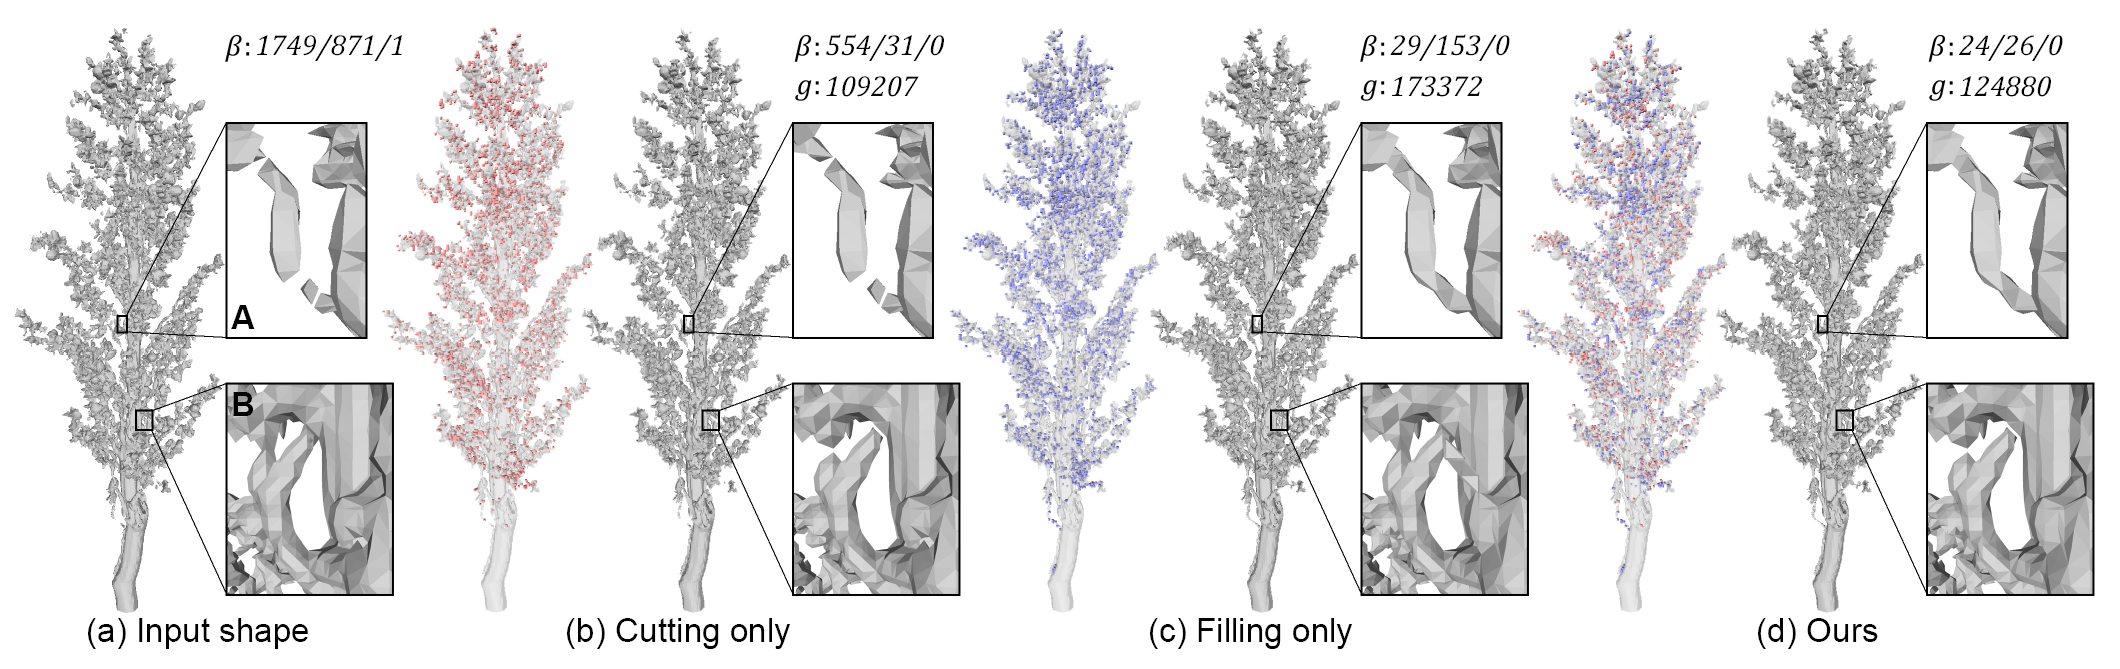 β: 1749/871/1
β: 554/31/0
g: 109207
β: 29/153/0
g: 173372
β: 24/26/0
g: 124880
A
B
(a) Input shape
(b) Cutting only
(c) Filling only
(d) Ours